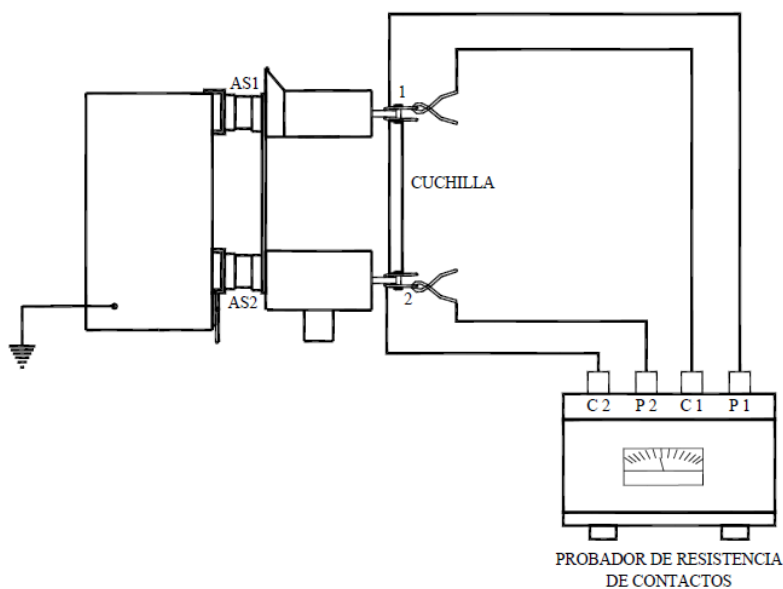 AS1
1
CUCHILLA
AS2
2
C 2 P 2 C 1 P 1
PROBADOR DE RESISTENCIA
DE CONTACTOS